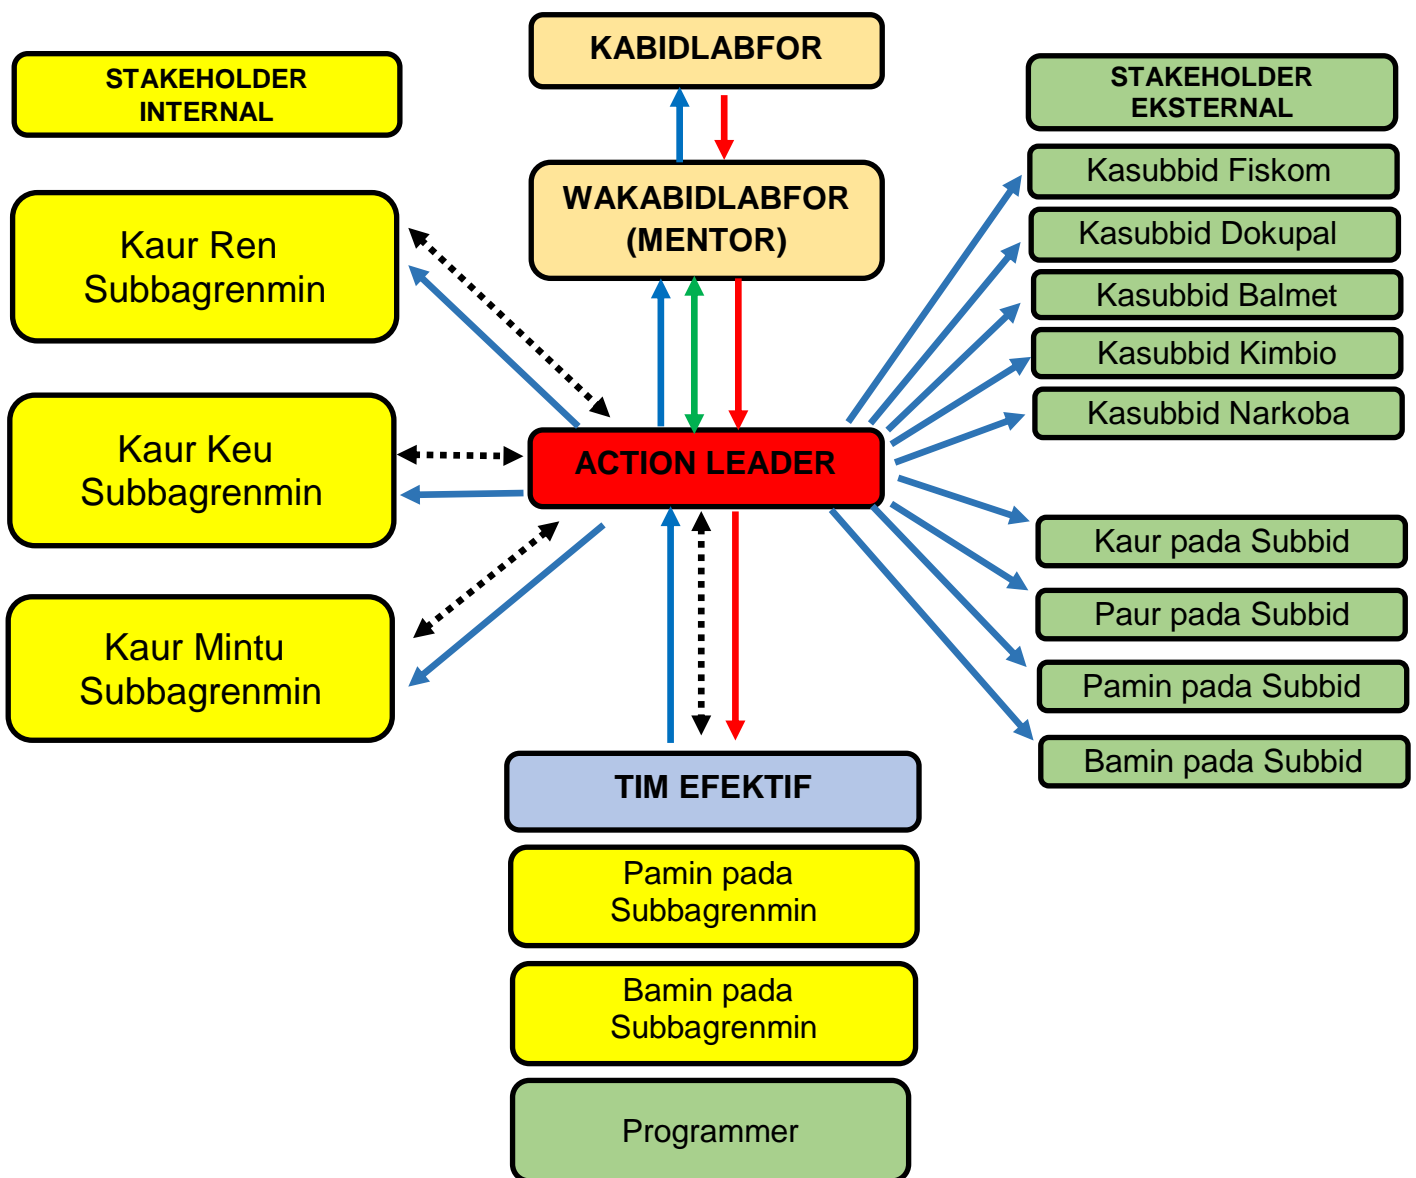 KABIDLABFOR
STAKEHOLDER
INTERNAL
STAKEHOLDER
EKSTERNAL
WAKABIDLABFOR
(MENTOR)
Kaur Ren
Subbagrenmin
Kaur Keu
Subbagrenmin
Kaur Mintu
Subbagrenmin
ACTION LEADER
Kasubbid Fiskom
Kasubbid Dokupal
Kasubbid Balmet
Kasubbid Kimbio
Kasubbid Narkoba
Kaur pada Subbid
Paur pada Subbid
Pamin pada Subbid
Bamin pada Subbid
TIM EFEKTIF
Pamin pada
Subbagrenmin
Bamin pada
Subbagrenmin
Programmer